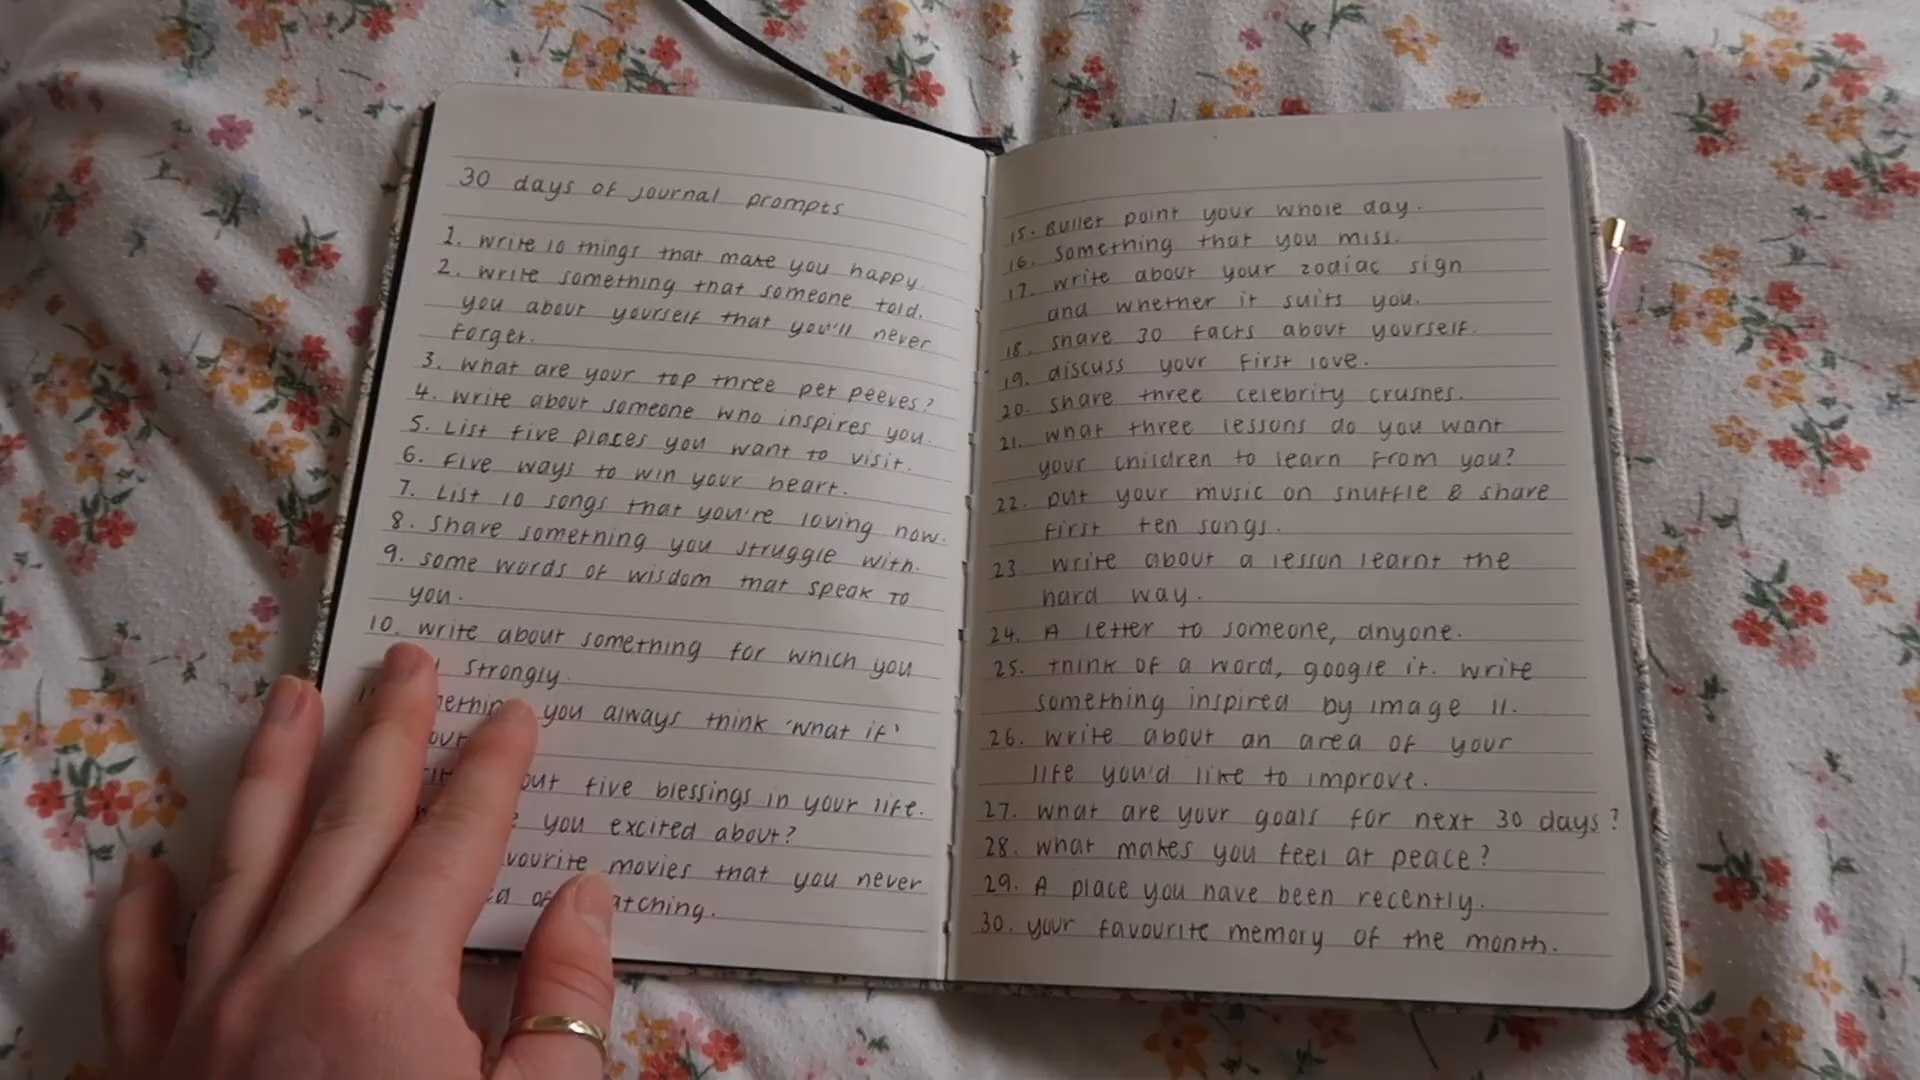 30 days of journal prompts
1. write 10 things that make you happy.
2. write something that someone told.
you about yourself that you'll never
forget.
3. what are your top three pet peeves?
4. write about someone who inspires you.
5. List five places you want to visit.
6. five ways to win your heart.
7. List 10 songs that you're loving now.
8. share something you struggle with.
9. some words of wisdom that speak to
you.
10. write about something for which you
strongly.
you always think 'what if'
five blessings in your life.
you excited about?
movies that you never
15. Bullet point your whole day.
16. something that you miss.
17. write about your zodiac sign
and whether it suits you.
18. share 30 facts about yourself.
19. discuss your first love.
20. share three celebrity crushes.
21. what three lessons do you want
your children to learn from you?
22. put your music on shuffle & share
first ten songs.
23. write about a lesson learnt the
hard way.
24. A letter to someone, anyone.
25. think of a word, google it. write
something inspired by image 11.
26. write about an area of your
life you'd like to improve.
27. what are your goals for next 30 days?
28. what makes you feel at peace?
29. A place you have been recently.
30. your favourite memory of the month.